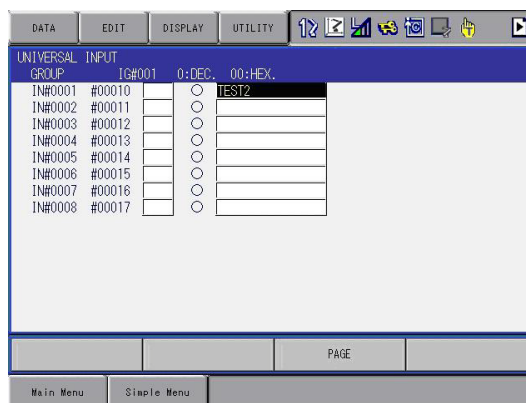 DATA EDIT DISPLAY UTILITY
UNIVERSAL INPUT
GROUP IG#001 0:DEC. 00:HEX.
IN#0001 #00010 TEST2
IN#0002 #00011
IN#0003 #00012
IN#0004 #00013
IN#0005 #00014
IN#0006 #00015
IN#0007 #00016
IN#0008 #00017
PAGE
Main Menu Simple Menu